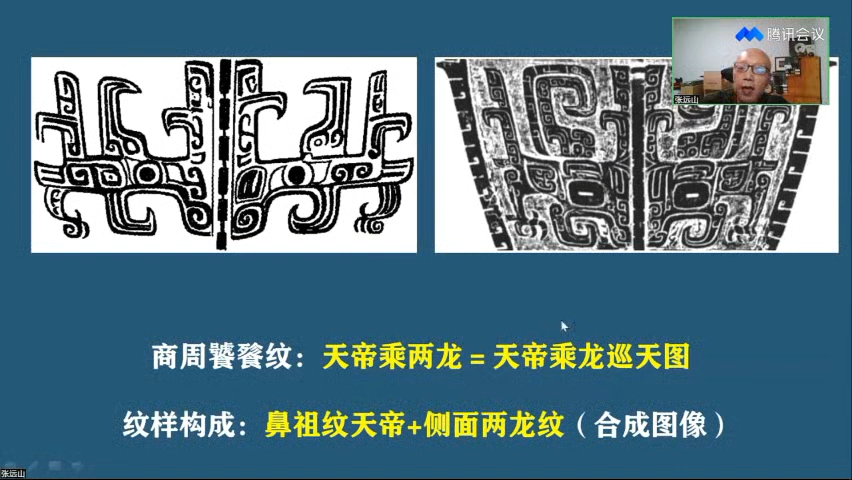 腾讯会议
张远山
商周饕餮纹：天帝乘两龙 = 天帝乘龙巡天图
纹样构成：鼻祖纹天帝+侧面两龙纹（合成图像）
张远山